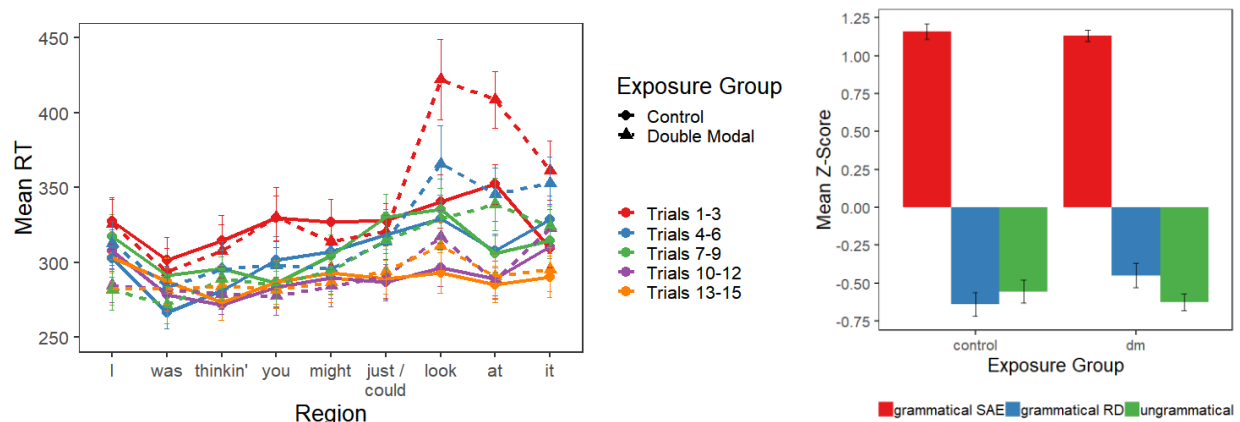 450
400
350
300
250
Mean RT
I was thinkin' you might just / look at it
could
Region
Exposure Group
Control
Double Modal
Trials 1-3
Trials 4-6
Trials 7-9
Trials 10-12
Trials 13-15
1.25
1.00
0.75
0.50
0.25
0.00
-0.25
-0.50
-0.75
Mean Z-Score
control dm
Exposure Group
grammatical SAE grammatical RD ungrammatical